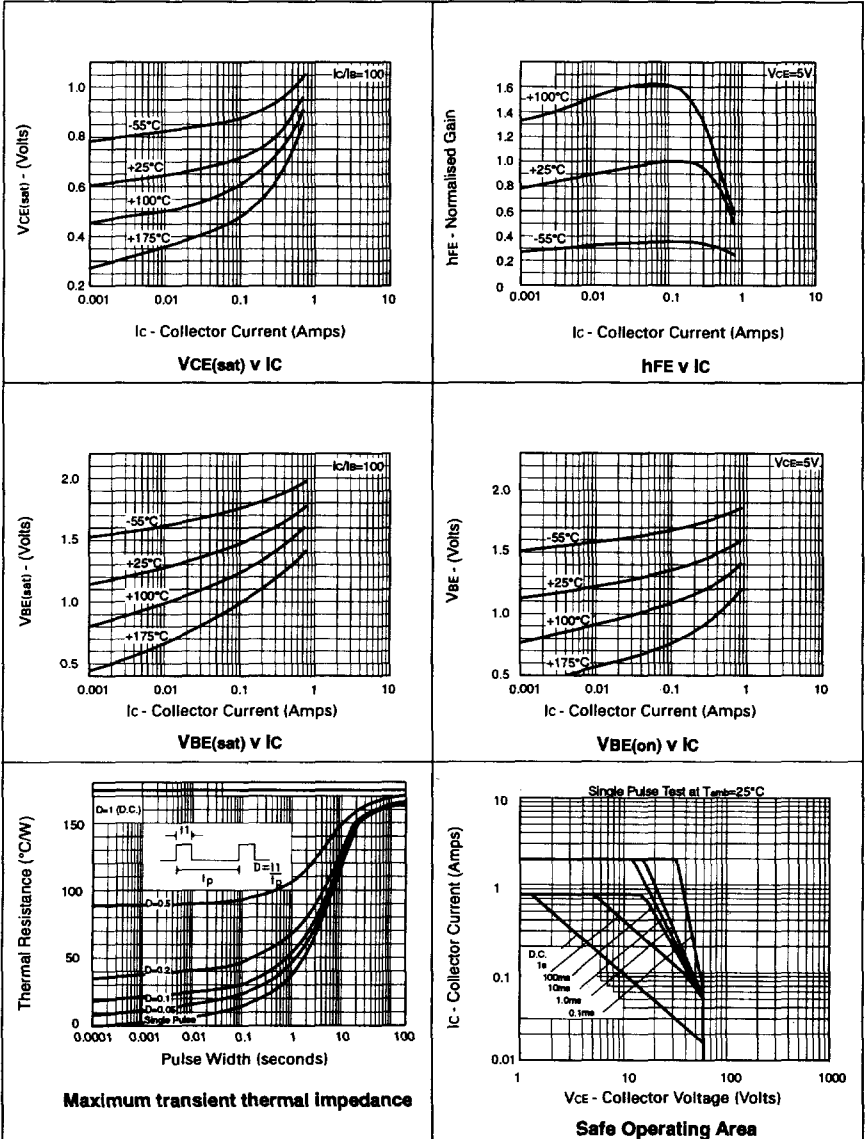 Ic/IB=100
VCE(sat) - (Volts)
1.0
0.8
0.6
0.4
0.2
-55°C
+25°C
+100°C
+175°C
0.001 0.01 0.1 1 10
Ic - Collector Current (Amps)
VCE(sat) v IC
VCE=5V
hFE - Normalised Gain
1.6
1.4
1.2
1.0
0.8
0.6
0.4
0.2
0
+100°C
+25°C
-55°C
0.001 0.01 0.1 1 10
Ic - Collector Current (Amps)
hFE v IC
Ic/IB=100
VBE(sat) - (Volts)
2.0
1.5
1.0
0.5
-55°C
+25°C
+100°C
+175°C
0.001 0.01 0.1 1 10
Ic - Collector Current (Amps)
VBE(sat) v IC
VCE=5V
VBE - (Volts)
2.0
1.5
1.0
0.5
-55°C
+25°C
+100°C
+175°C
0.001 0.01 0.1 1 10
Ic - Collector Current (Amps)
VBE(on) v IC
Thermal Resistance (°C/W)
150
100
50
0
D=1 (D.C.)
t1
tp
D=t1/tp
D=0.5
D=0.2
D=0.1
D=0.05
Single Pulse
0.0001 0.001 0.01 0.1 1 10 100
Pulse Width (seconds)
Maximum transient thermal impedance
Single Pulse Test at Tamb=25°C
IC - Collector Current (Amps)
10
1
0.1
0.01
D.C.
1s
100ms
10ms
1.0ms
0.1ms
1 10 100 1000
VCE - Collector Voltage (Volts)
Safe Operating Area